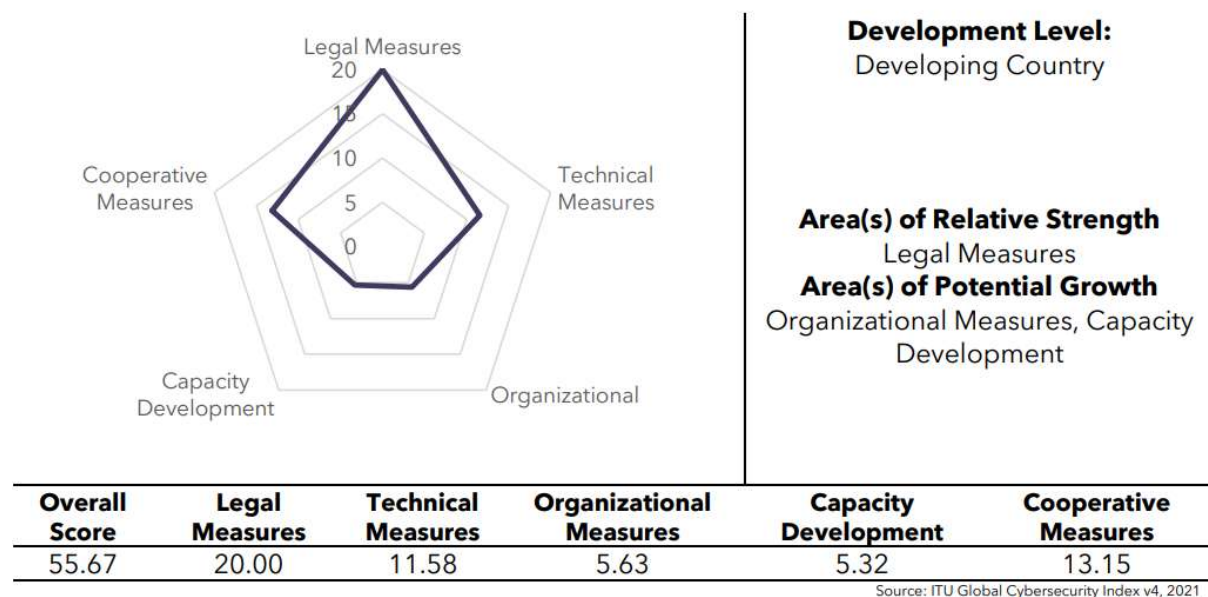 Legal Measures
20
15
10
5
0
Technical
Measures
Organizational
Capacity
Development
Cooperative
Measures
Development Level:
Developing Country
Area(s) of Relative Strength
Legal Measures
Area(s) of Potential Growth
Organizational Measures, Capacity
Development
Overall Score Legal Measures Technical Measures Organizational Measures Capacity Development Cooperative Measures
55.67 20.00 11.58 5.63 5.32 13.15
Source: ITU Global Cybersecurity Index v4, 2021